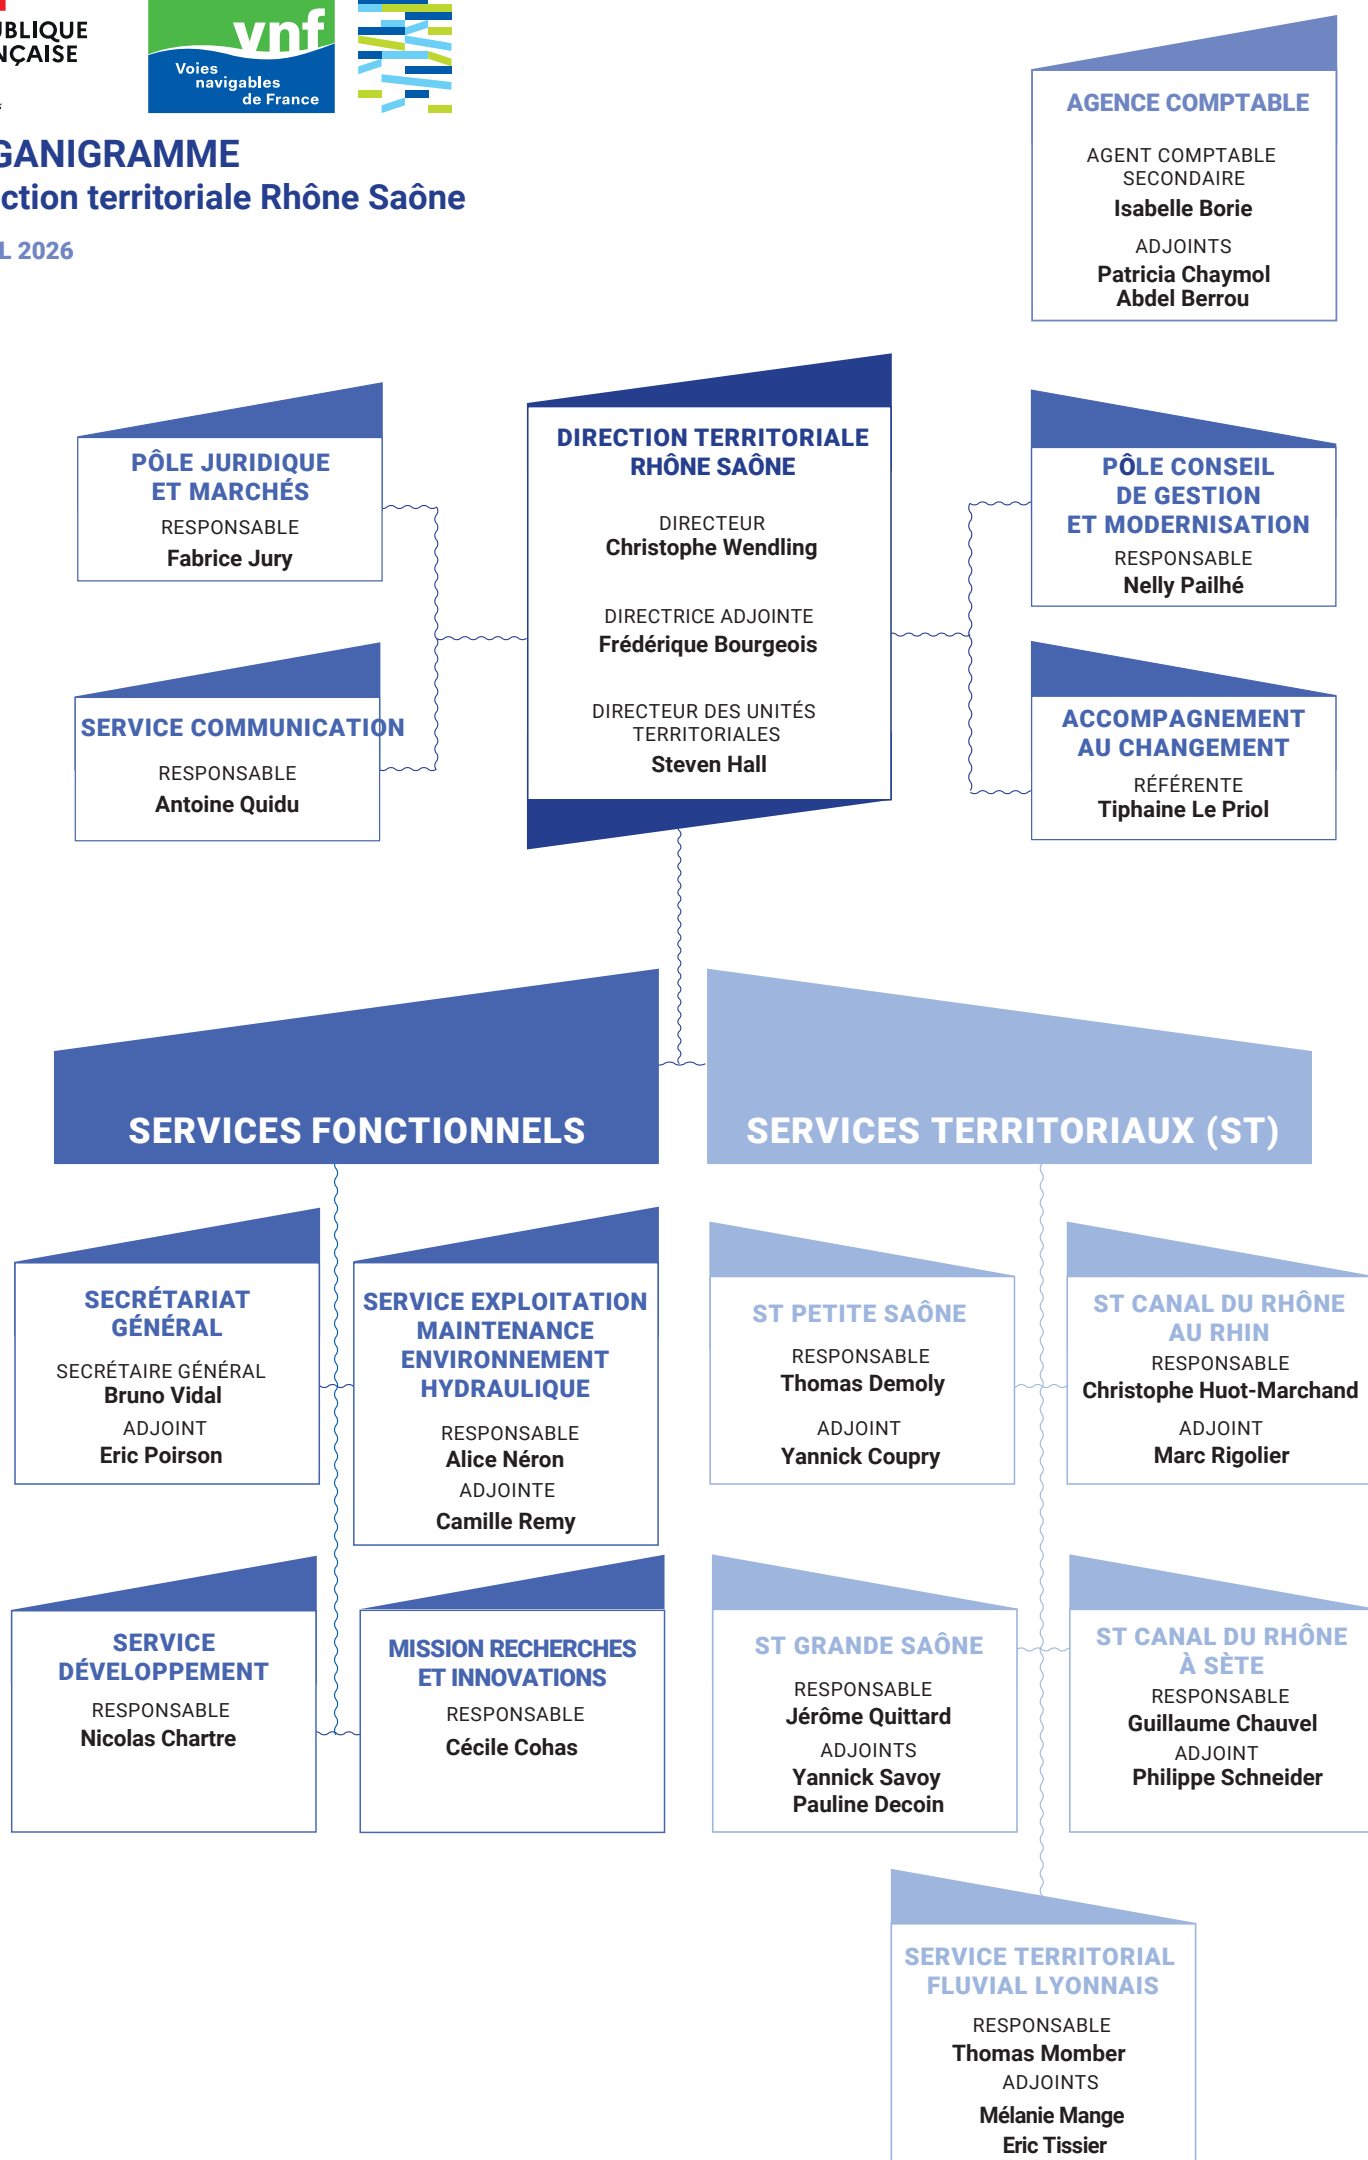 UBLIQUE
NÇAISE
vnf
Voies
navigables
de France
GANIGRAMME
ction territoriale Rhône Saône
L 2026
AGENCE COMPTABLE
AGENT COMPTABLE
SECONDAIRE
Isabelle Borie
ADJOINTS
Patricia Chaymol
Abdel Berrou
PÔLE JURIDIQUE
ET MARCHÉS
RESPONSABLE
Fabrice Jury
DIRECTION TERRITORIALE
RHÔNE SAÔNE
DIRECTEUR
Christophe Wendling
DIRECTRICE ADJOINTE
Frédérique Bourgeois
DIRECTEUR DES UNITÉS
TERRITORIALES
Steven Hall
PÔLE CONSEIL
DE GESTION
ET MODERNISATION
RESPONSABLE
Nelly Pailhé
SERVICE COMMUNICATION
RESPONSABLE
Antoine Quidu
ACCOMPAGNEMENT
AU CHANGEMENT
RÉFÉRENTE
Tiphaine Le Priol
SERVICES FONCTIONNELS
SERVICES TERRITORIAUX (ST)
SECRÉTARIAT
GÉNÉRAL
SECRÉTAIRE GÉNÉRAL
Bruno Vidal
ADJOINT
Eric Poirson
SERVICE EXPLOITATION
MAINTENANCE
ENVIRONNEMENT
HYDRAULIQUE
RESPONSABLE
Alice Néron
ADJOINTE
Camille Remy
ST PETITE SAÔNE
RESPONSABLE
Thomas Demoly
ADJOINT
Yannick Coupry
ST CANAL DU RHÔNE
AU RHIN
RESPONSABLE
Christophe Huot-Marchand
ADJOINT
Marc Rigolier
SERVICE
DÉVELOPPEMENT
RESPONSABLE
Nicolas Chartre
MISSION RECHERCHES
ET INNOVATIONS
RESPONSABLE
Cécile Cohas
ST GRANDE SAÔNE
RESPONSABLE
Jérôme Quittard
ADJOINTS
Yannick Savoy
Pauline Decoin
ST CANAL DU RHÔNE
À SÈTE
RESPONSABLE
Guillaume Chauvel
ADJOINT
Philippe Schneider
SERVICE TERRITORIAL
FLUVIAL LYONNAIS
RESPONSABLE
Thomas Momber
ADJOINTS
Mélanie Mange
Eric Tissier